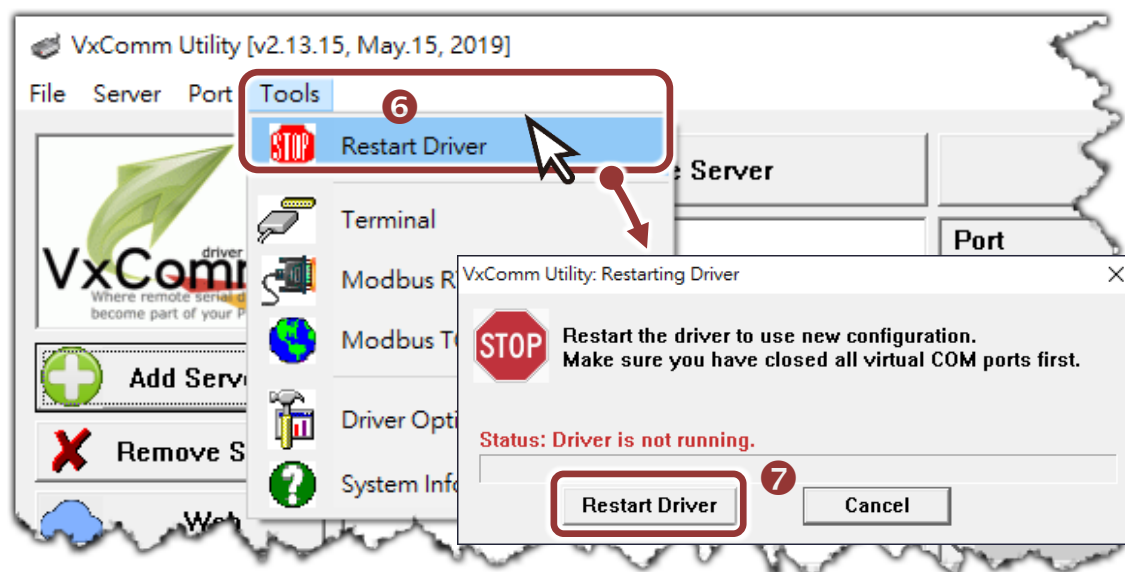 VxComm Utility [v2.13.15, May.15, 2019]
File Server Port Tools
6
STOP Restart Driver
Server
Terminal
Port
driver
VxComm
Where remote serial
become part of your
Modbus
Modbus
Add
Driver
Remove
System
VxComm Utility: Restarting Driver
STOP
Restart the driver to use new configuration.
Make sure you have closed all virtual COM ports first.
Status: Driver is not running.
7
Restart Driver Cancel